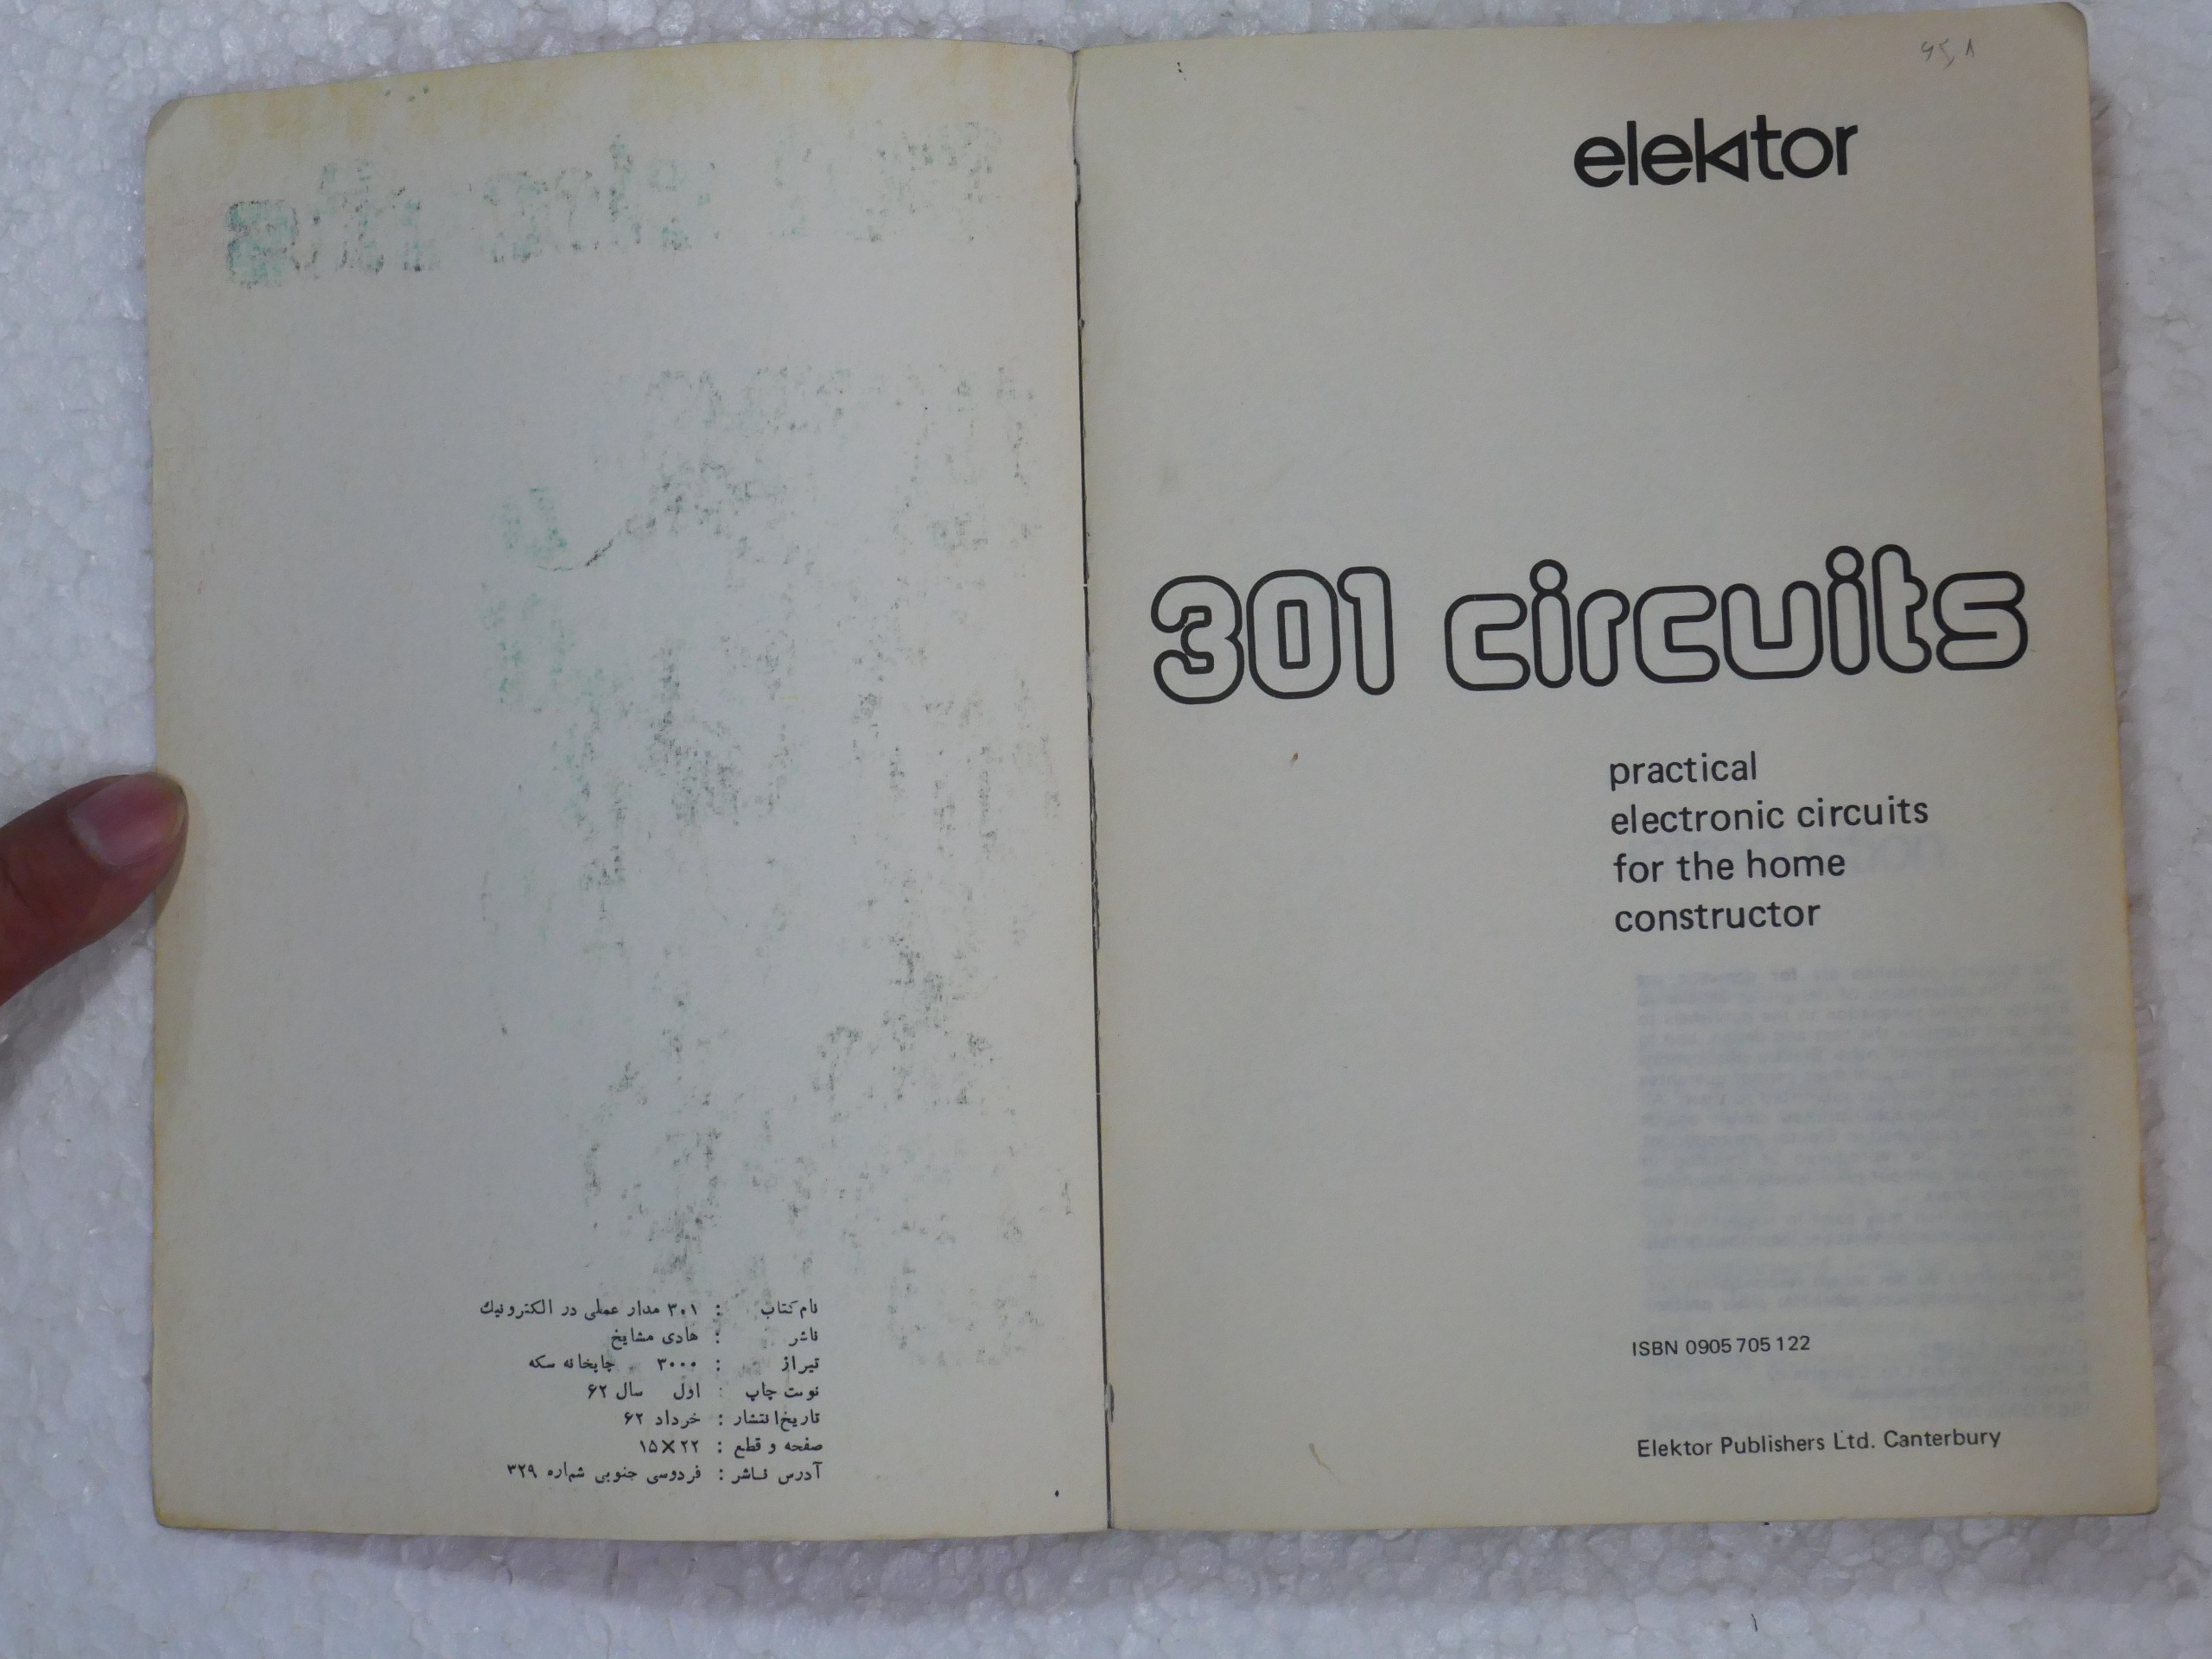 نام کتاب : ۳۰۱ مدار عملی در الکترونیک
ناشر : هادی مشایخ
تیراژ : ۳۰۰۰ چاپخانه سکه
نوبت چاپ : اول سال ۶۲
تاریخ انتشار : خرداد ۶۲
صفحه و قطع : ۲۲×۱۵
آدرس ناشر : فردوسی جنوبی شماره ۳۲۹
elektor
301 circuits
practical
electronic circuits
for the home
constructor
ISBN 0905 705 122
Elektor Publishers Ltd. Canterbury